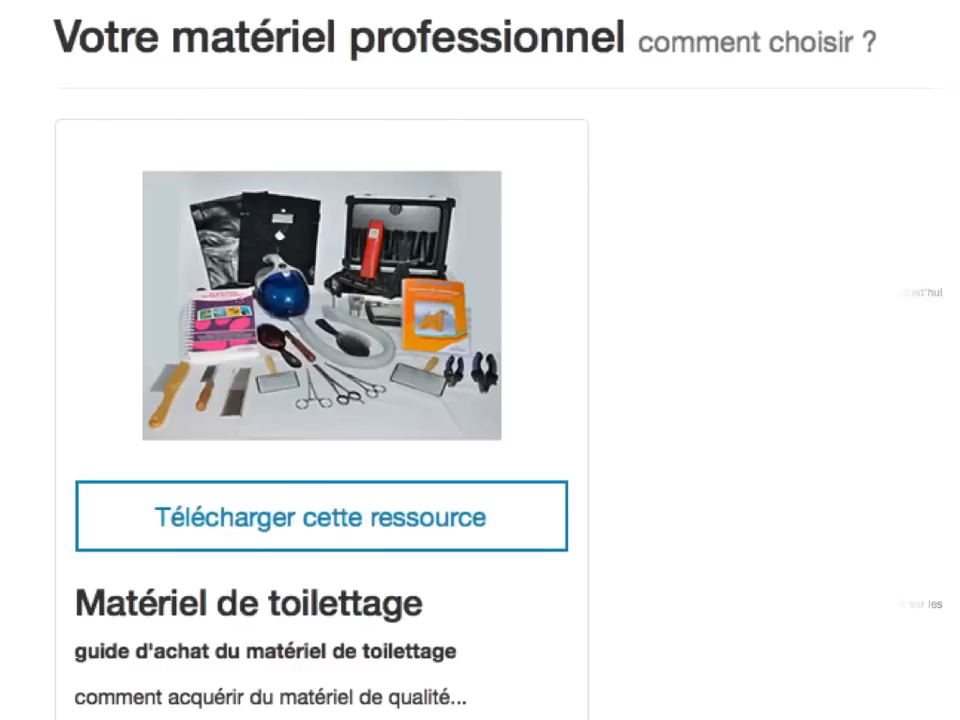 Votre matériel professionnel comment choisir ?
Télécharger cette ressource
Matériel de toilettage
guide d'achat du matériel de toilettage
comment acquérir du matériel de qualité...
les